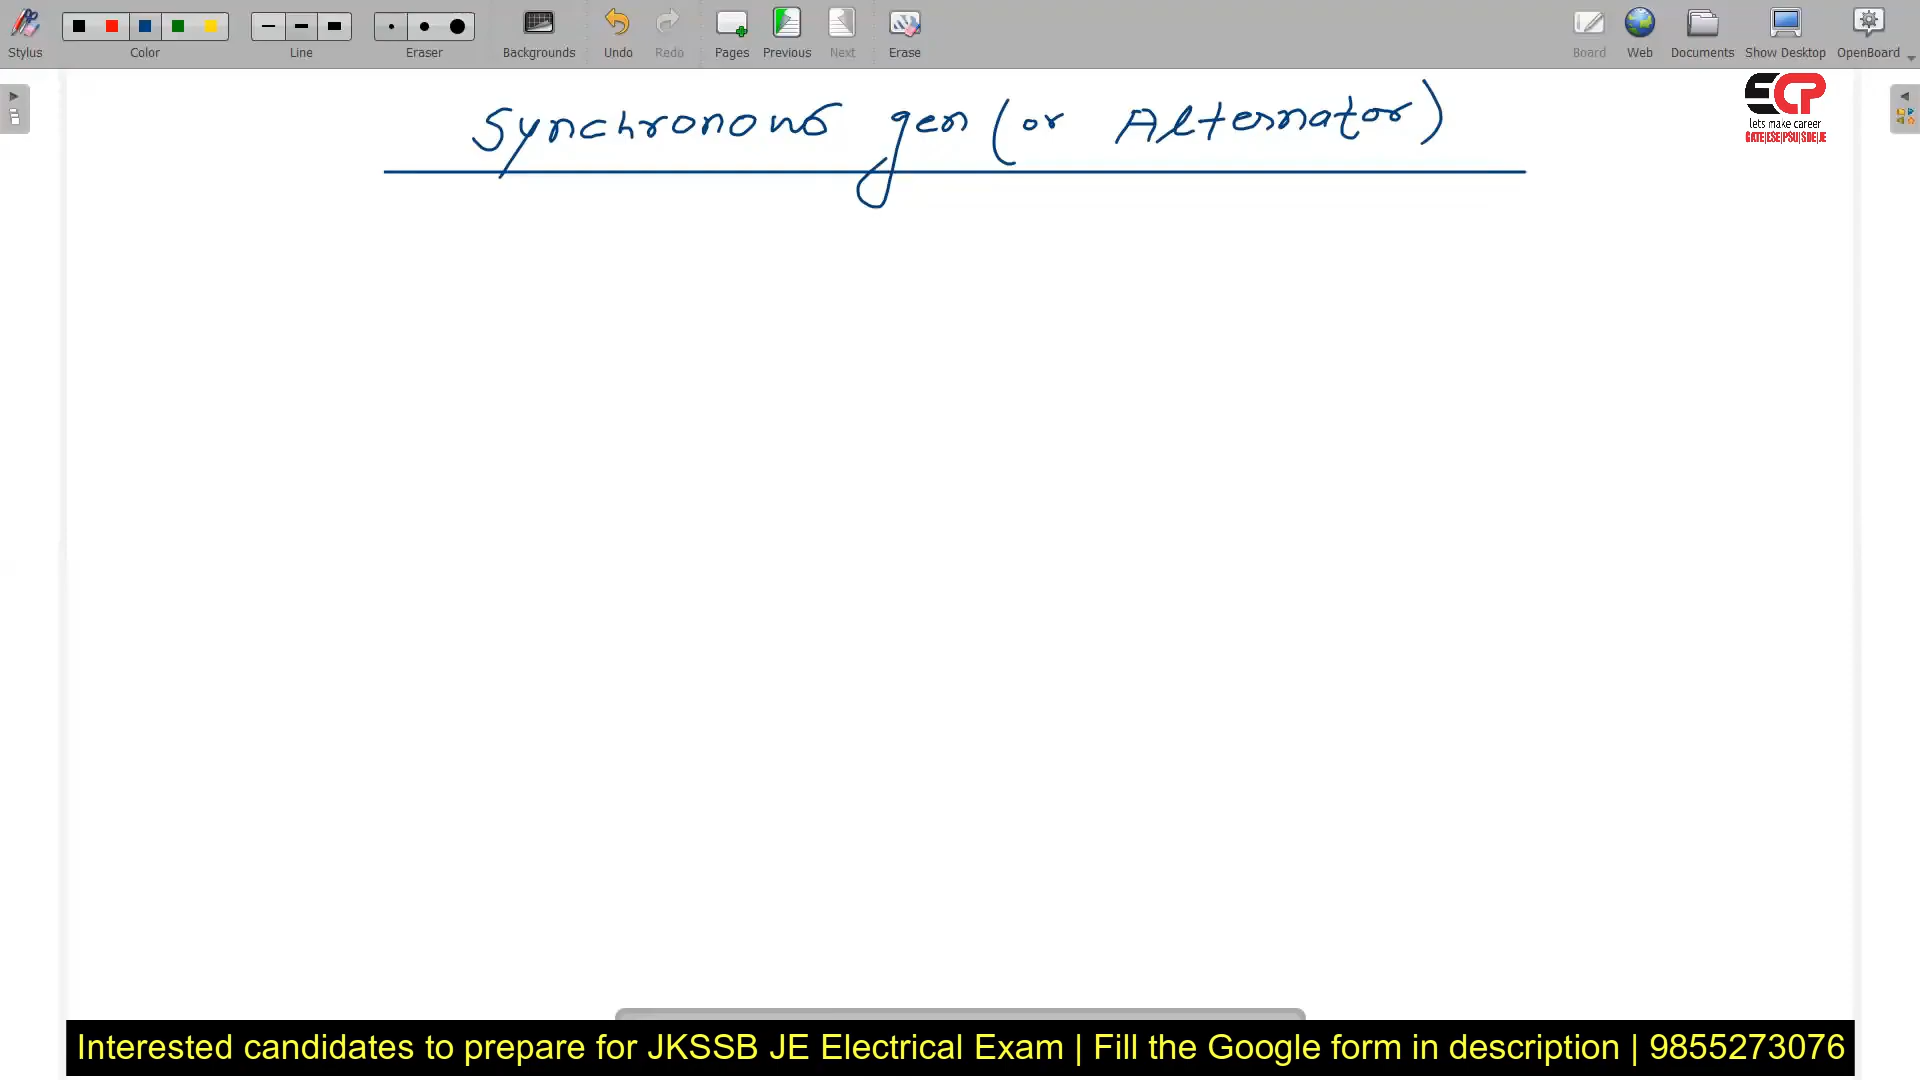 Stylus Color Line Eraser Backgrounds Undo Redo Pages Previous Next Erase Board Web Documents Show Desktop OpenBoard
Synchronous gen (or Alternator)
ECP
lets make career
GATE|ESE|PSU|SDE|JE
Interested candidates to prepare for JKSSB JE Electrical Exam | Fill the Google form in description | 9855273076